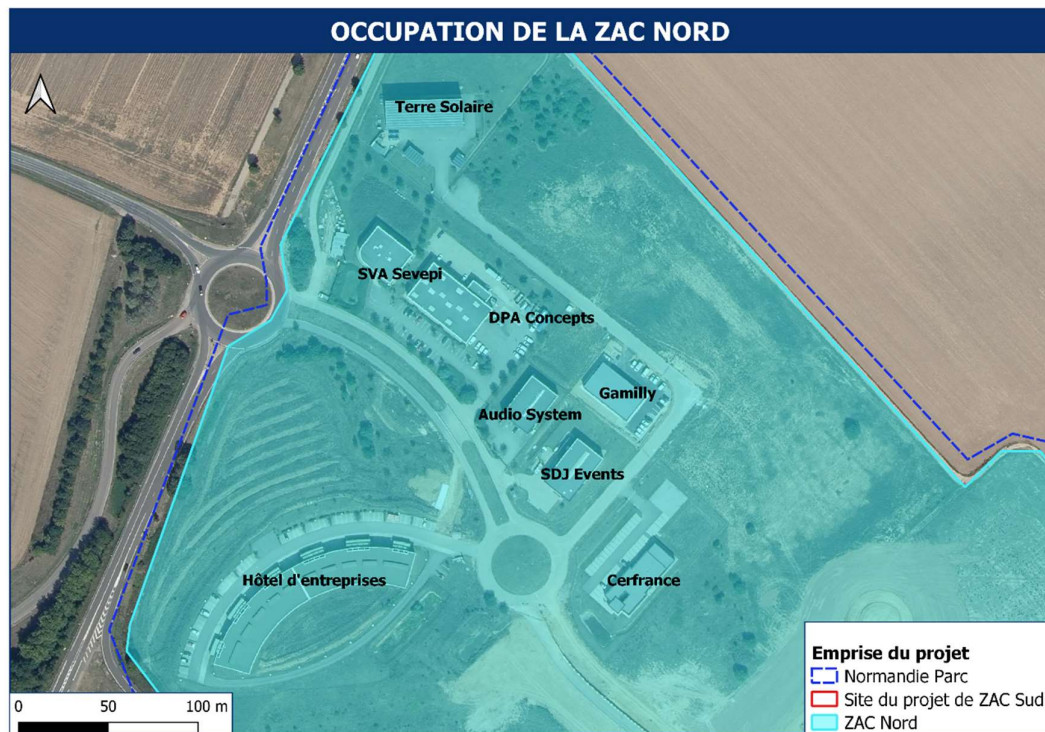 OCCUPATION DE LA ZAC NORD
Terre Solaire
SVA Sevepi
DPA Concepts
Gamilly
Audio System
SDJ Events
Hôtel d'entreprises
Cerfrance
Emprise du projet
Normandie Parc
Site du projet de ZAC Sud
ZAC Nord
0 50 100 m